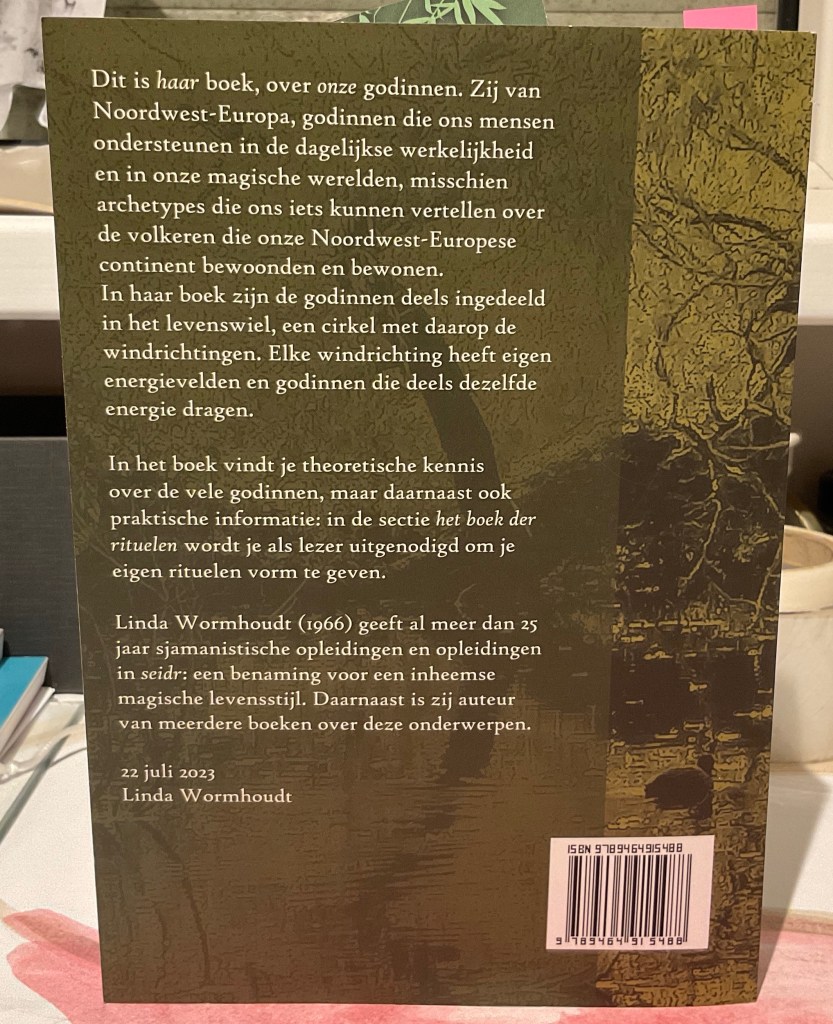 Dit is haar boek, over onze godinnen. Zij van
Noordwest-Europa, godinnen die ons mensen
ondersteunen in de dagelijkse werkelijkheid
en in onze magische werelden, misschien
archetypes die ons iets kunnen vertellen over
de volkeren die onze Noordwest-Europese
continent bewoonden en bewonen.
In haar boek zijn de godinnen deels ingedeeld
in het levenswiel, een cirkel met daarop de
windrichtingen. Elke windrichting heeft eigen
energievelden en godinnen die deels dezelfde
energie dragen.
In het boek vindt je theoretische kennis
over de vele godinnen, maar daarnaast ook
praktische informatie: in de sectie het boek der
rituelen wordt je als lezer uitgenodigd om je
eigen rituelen vorm te geven.
Linda Wormhoudt (1966) geeft al meer dan 25
jaar sjamanistische opleidingen en opleidingen
in seidr: een benaming voor een inheemse
magische levensstijl. Daarnaast is zij auteur
van meerdere boeken over deze onderwerpen.
22 juli 2023
Linda Wormhoudt
ISBN 9789464915488
9 789464 915488